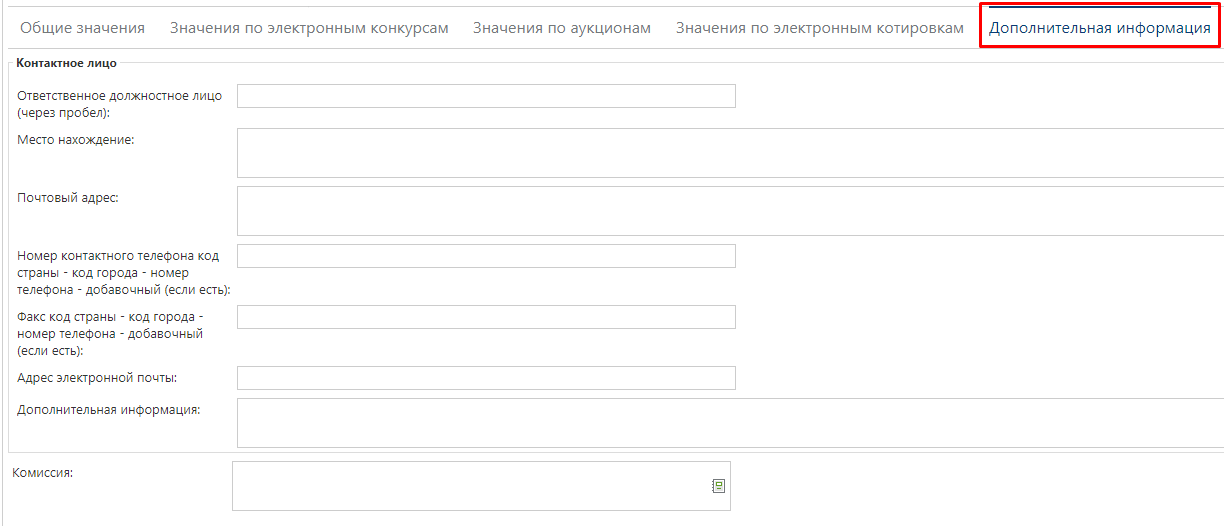 Общие значения Значения по электронным конкурсам Значения по аукционам Значения по электронным котировкам Дополнительная информация
Контактное лицо
Ответственное должностное лицо
(через пробел):
Место нахождение:
Почтовый адрес:
Номер контактного телефона код
страны - код города - номер
телефона - добавочный (если есть):
Факс код страны - код города -
номер телефона - добавочный
(если есть):
Адрес электронной почты:
Дополнительная информация:
Комиссия: